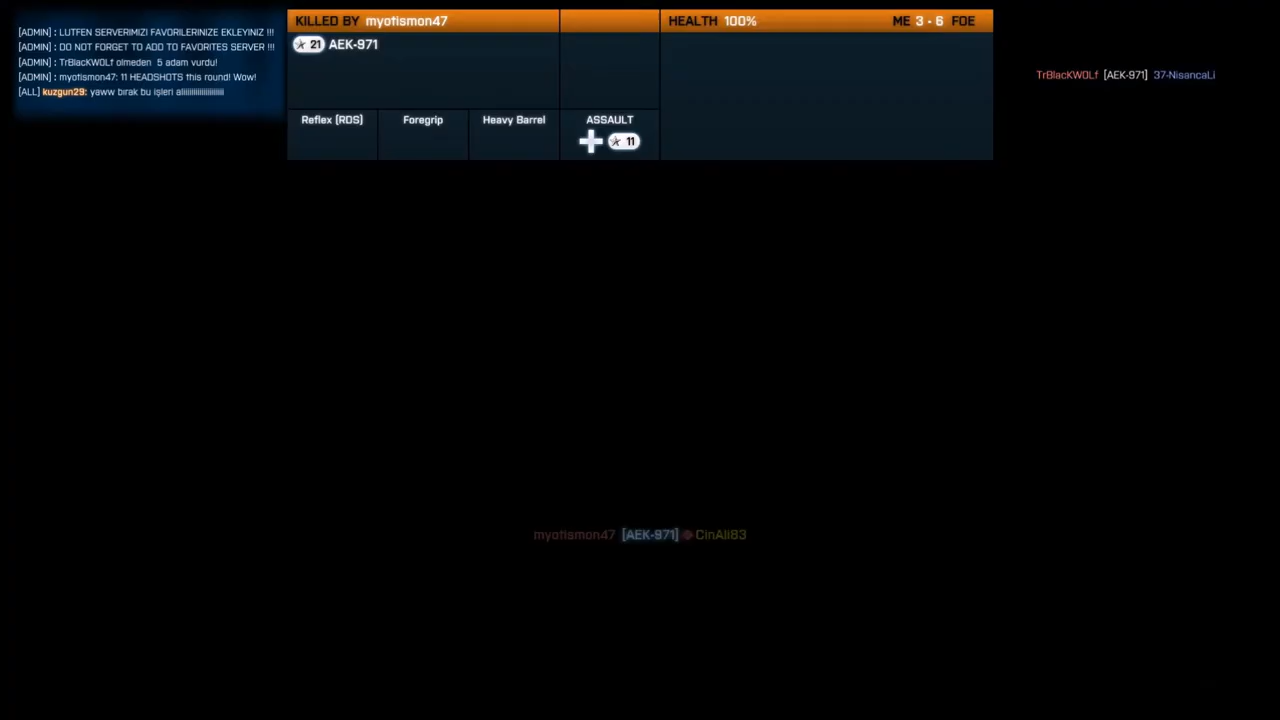 [ADMIN] : LUTFEN SERVERIMIZI FAVORILERINIZE EKLEYINIZ !!!
[ADMIN] : DO NOT FORGET TO ADD TO FAVORITES SERVER !!!
[ADMIN] : TrBlacKW0Lf olmeden 5 adam vurdu!
[ADMIN] : myotismon47: 11 HEADSHOTS this round! Wow!
[ALL] kuzgun29: yaww bırak bu işleri aliiiiiiiiiiiiiiiiiiii
KILLED BY myotismon47
21 AEK-971
Reflex [RDS] Foregrip Heavy Barrel
ASSAULT
11
HEALTH 100% ME 3 - 6 FOE
TrBlacKW0Lf [AEK-971] 37-NisancaLi
myotismon47 [AEK-971] CinAli83